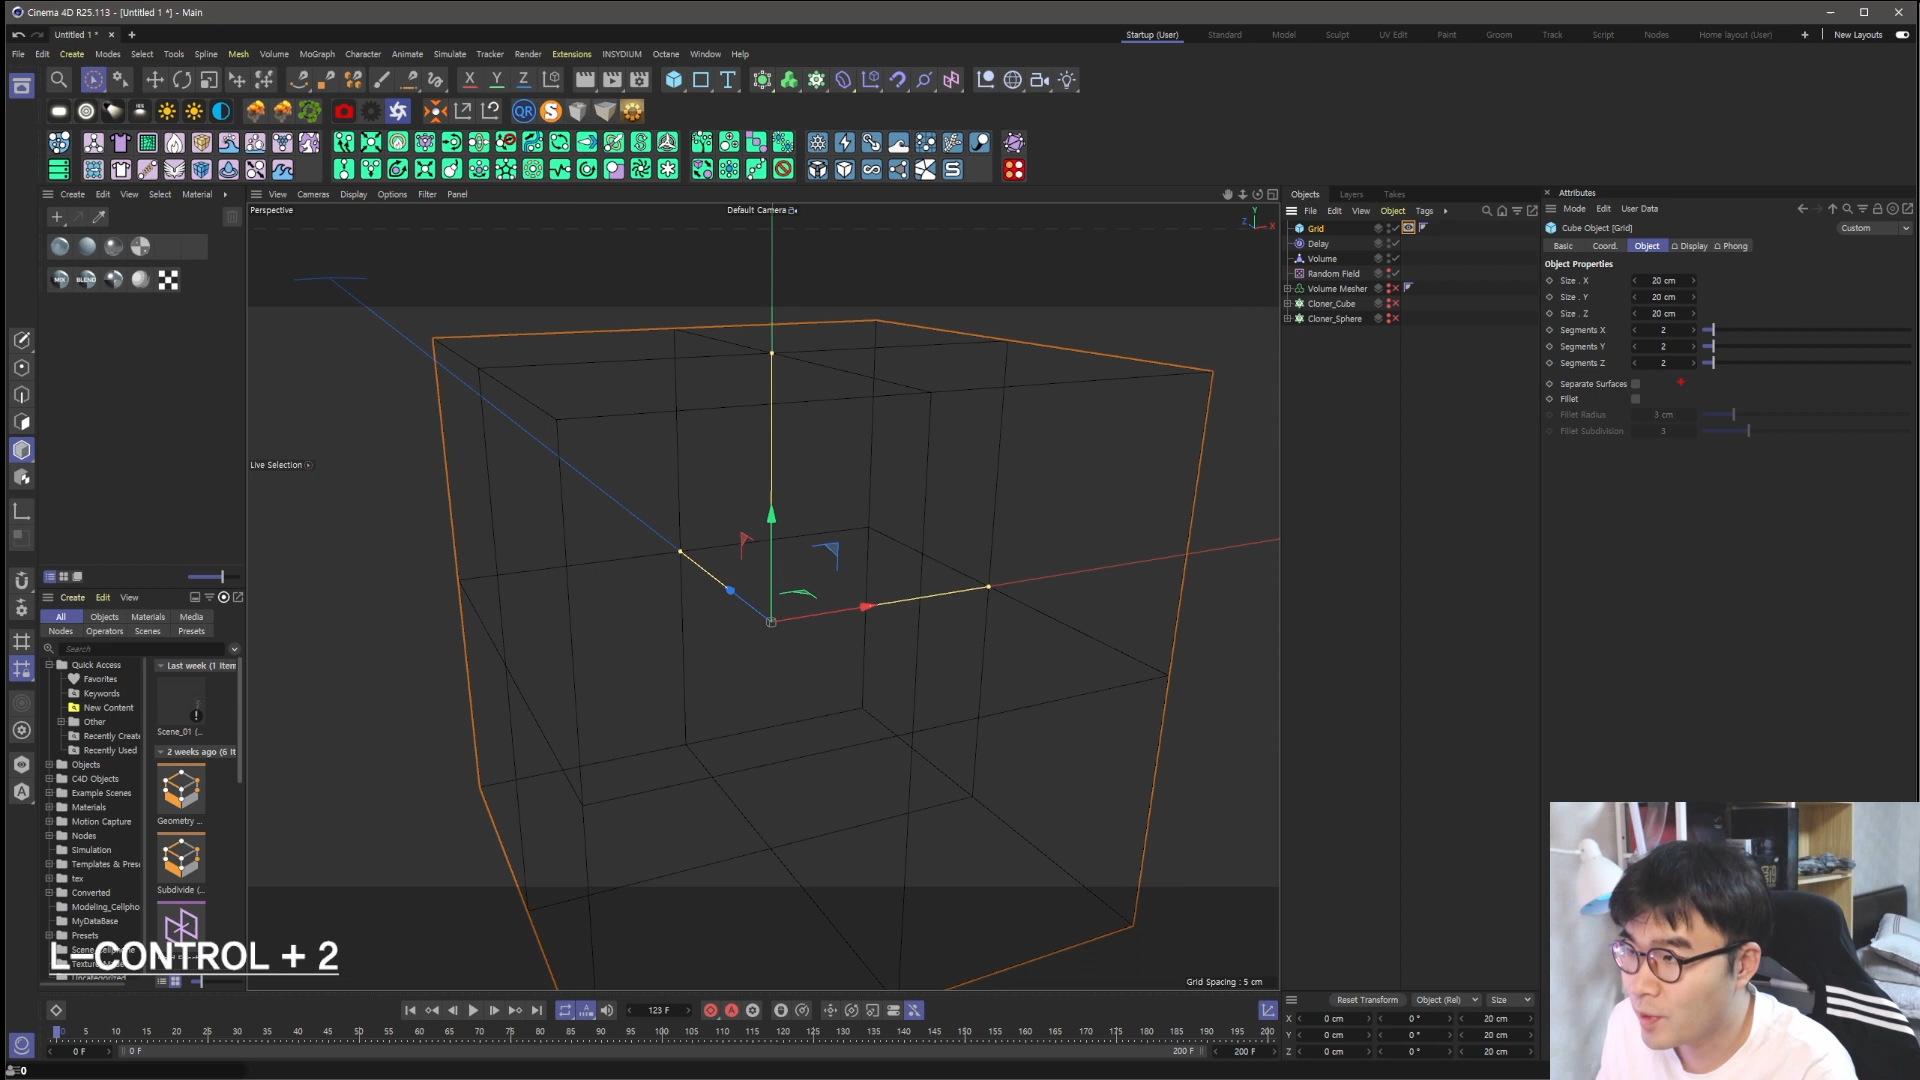 Cinema 4D R25.113 - [Untitled 1 *] - Main
Untitled 1 *
Startup (User) Standard Model Sculpt UV Edit Paint Groom Track Script Nodes Home layout (User) New Layouts
File Edit Create Modes Select Tools Spline Mesh Volume MoGraph Character Animate Simulate Tracker Render Extensions INSYDIUM Octane Window Help
Create Edit View Select Material
View Cameras Display Options Filter Panel
Perspective
Default Camera
Live Selection
Grid Spacing : 5 cm
Objects Layers Takes
File Edit View Object Tags
Grid
Delay
Volume
Random Field
Volume Mesher
Cloner_Cube
Cloner_Sphere
Attributes
Mode Edit User Data
Cube Object [Grid]
Custom
Basic Coord. Object Display Phong
Object Properties
Size . X 20 cm
Size . Y 20 cm
Size . Z 20 cm
Segments X 2
Segments Y 2
Segments Z 2
Separate Surfaces
Fillet
Fillet Radius 3 cm
Fillet Subdivision 3
MIX BLEND
Create Edit View
All Objects Materials Media
Nodes Operators Scenes Presets
Search
Quick Access
Favorites
Keywords
New Content
Other
Recently Creat
Recently Used
Objects
C4D Objects
Example Scenes
Materials
Motion Capture
Nodes
Simulation
Templates & Pres
tex
Converted
Modeling_Cellpho
MyDataBase
Presets
Last week (1 Item
Scene_01 (...
2 weeks ago (6 It
Geometry ...
Subdivide (...
L-CONTROL + 2
123 F
0 5 10 15 20 25 30 35 40 45 50 55 60 65 70 75 80 85 90 95 100 105 110 115 120 125 130 135 140 145 150 155 160 165 170 175 180 185 190 195 200
0 F 0 F 200 F 200 F
Reset Transform Object (Rel) Size
X 0 cm 0 ° 20 cm
Y 0 cm 0 ° 20 cm
Z 0 cm 0 ° 20 cm